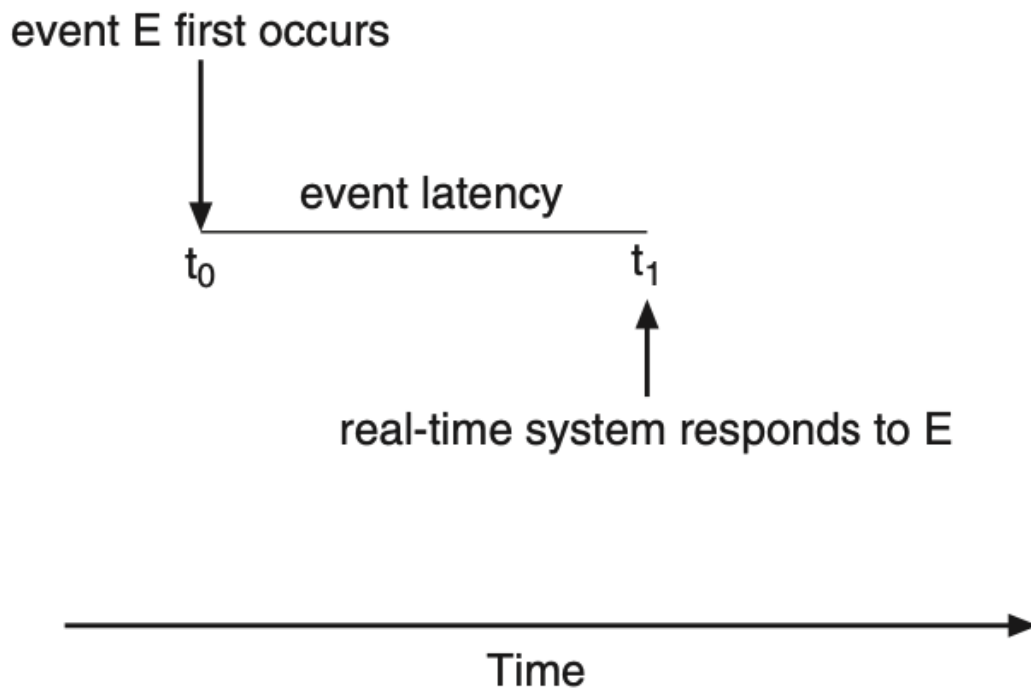 event E first occurs
event latency
t₀
t₁
real-time system responds to E
Time